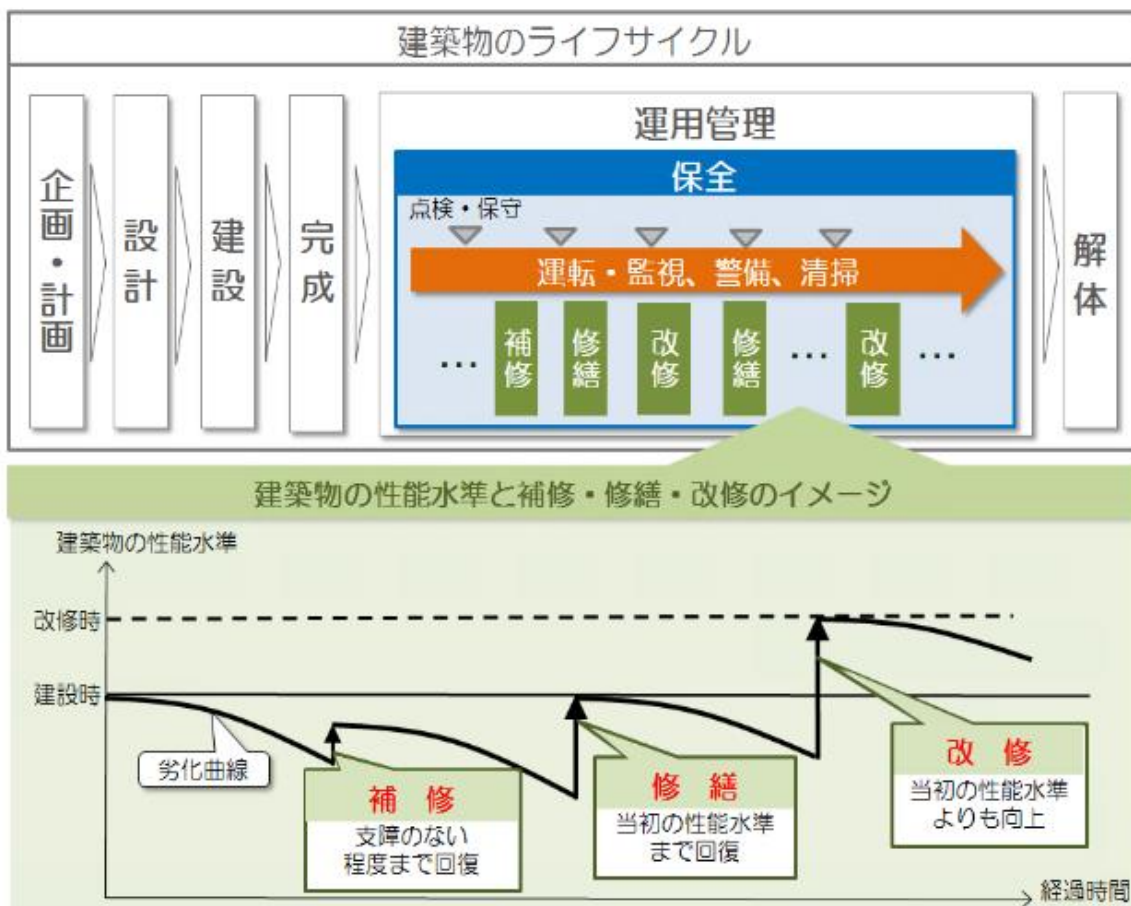 建築物のライフサイクル
企画・計画
設計
建設
完成
運用管理
保全
点検・保守
運転・監視、警備、清掃
…
補修
修繕
改修
修繕
…
改修
…
解体
建築物の性能水準と補修・修繕・改修のイメージ
建築物の性能水準
改修時
建設時
劣化曲線
補 修
支障のない
程度まで回復
修 繕
当初の性能水準
まで回復
改 修
当初の性能水準
よりも向上
経過時間